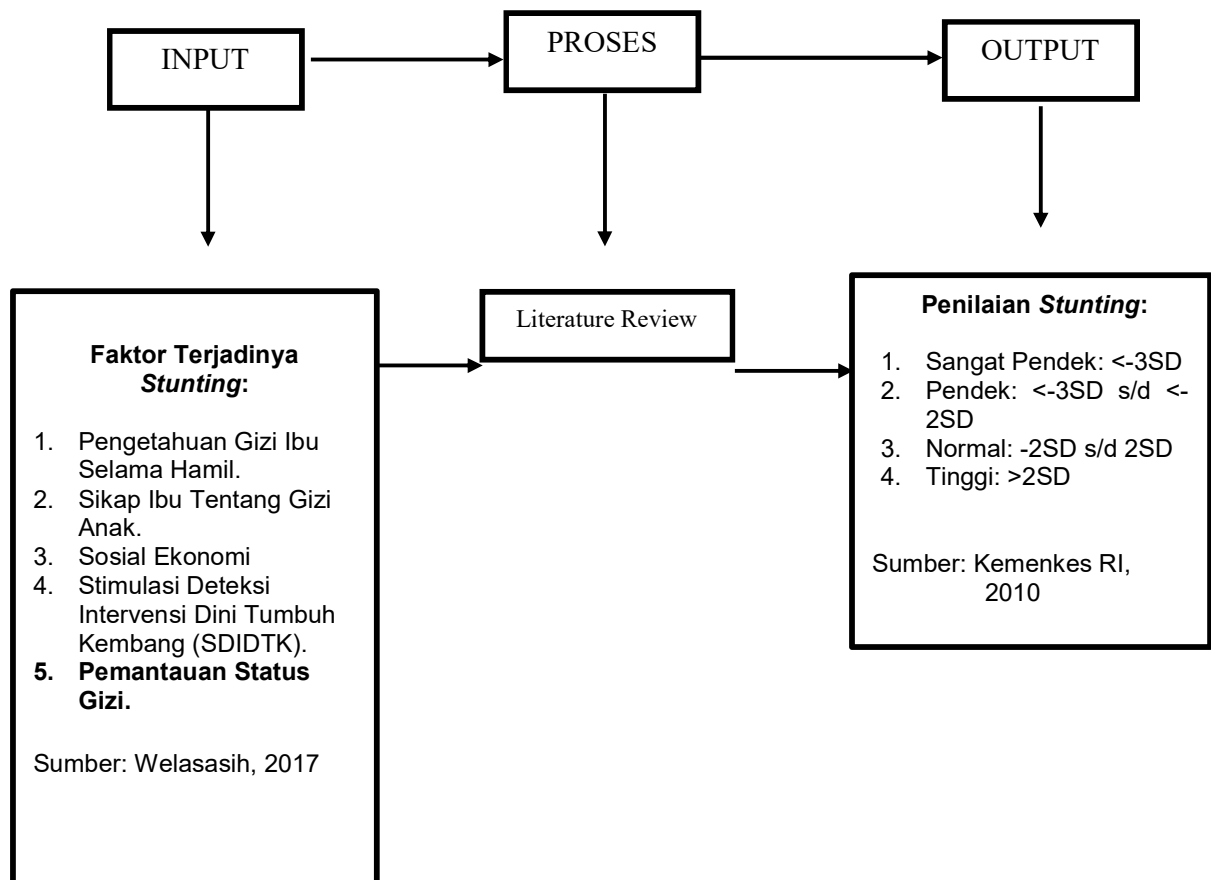 INPUT
PROSES
OUTPUT
Faktor Terjadinya
Stunting:
1. Pengetahuan Gizi Ibu
Selama Hamil.
2. Sikap Ibu Tentang Gizi
Anak.
3. Sosial Ekonomi
4. Stimulasi Deteksi
Intervensi Dini Tumbuh
Kembang (SDIDTK).
5. Pemantauan Status
Gizi.
Sumber: Welasasih, 2017
Literature Review
Penilaian Stunting:
1. Sangat Pendek: <-3SD
2. Pendek: <-3SD s/d <-
2SD
3. Normal: -2SD s/d 2SD
4. Tinggi: >2SD
Sumber: Kemenkes RI,
2010